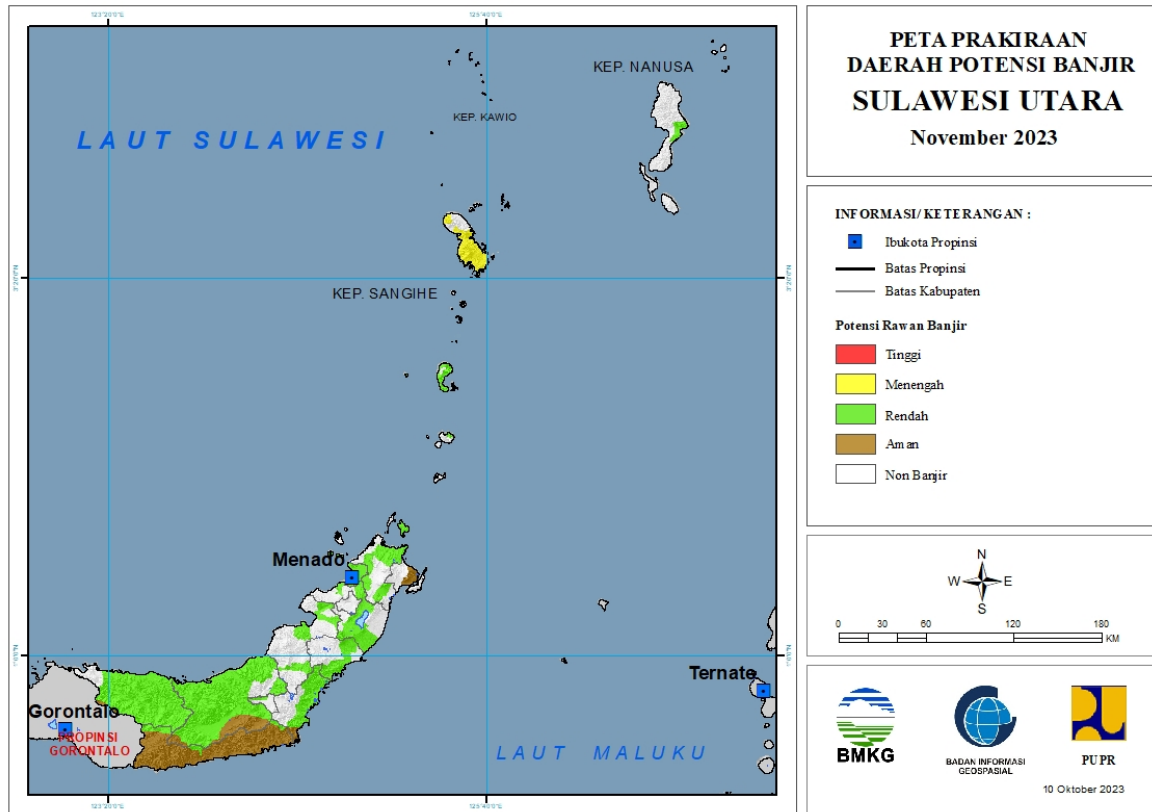 PETA PRAKIRAAN
DAERAH POTENSI BANJIR
SULAWESI UTARA
November 2023
INFORMASI/ KETERANGAN :
Ibukota Propinsi
Batas Propinsi
Batas Kabupaten
Potensi Rawan Banjir
Tinggi
Menengah
Rendah
Aman
Non Banjir
N
W E
S
0 30 60 120 180
KM
BMKG
BADAN INFORMASI
GEOSPASIAL
PUPR
10 Oktober 2023
KEP. NANUSA
KEP. KAWIO
LAUT SULAWESI
KEP. SANGIHE
Menado
Ternate
Gorontalo
PROPINSI
GORONTALO
LAUT MALUKU